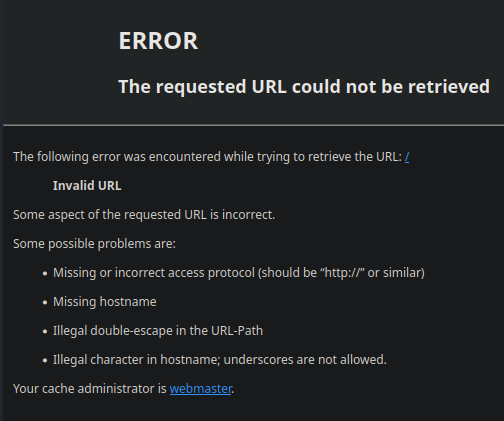 ERROR
The requested URL could not be retrieved
The following error was encountered while trying to retrieve the URL: /
Invalid URL
Some aspect of the requested URL is incorrect.
Some possible problems are:
• Missing or incorrect access protocol (should be “http://” or similar)
• Missing hostname
• Illegal double-escape in the URL-Path
• Illegal character in hostname; underscores are not allowed.
Your cache administrator is webmaster.